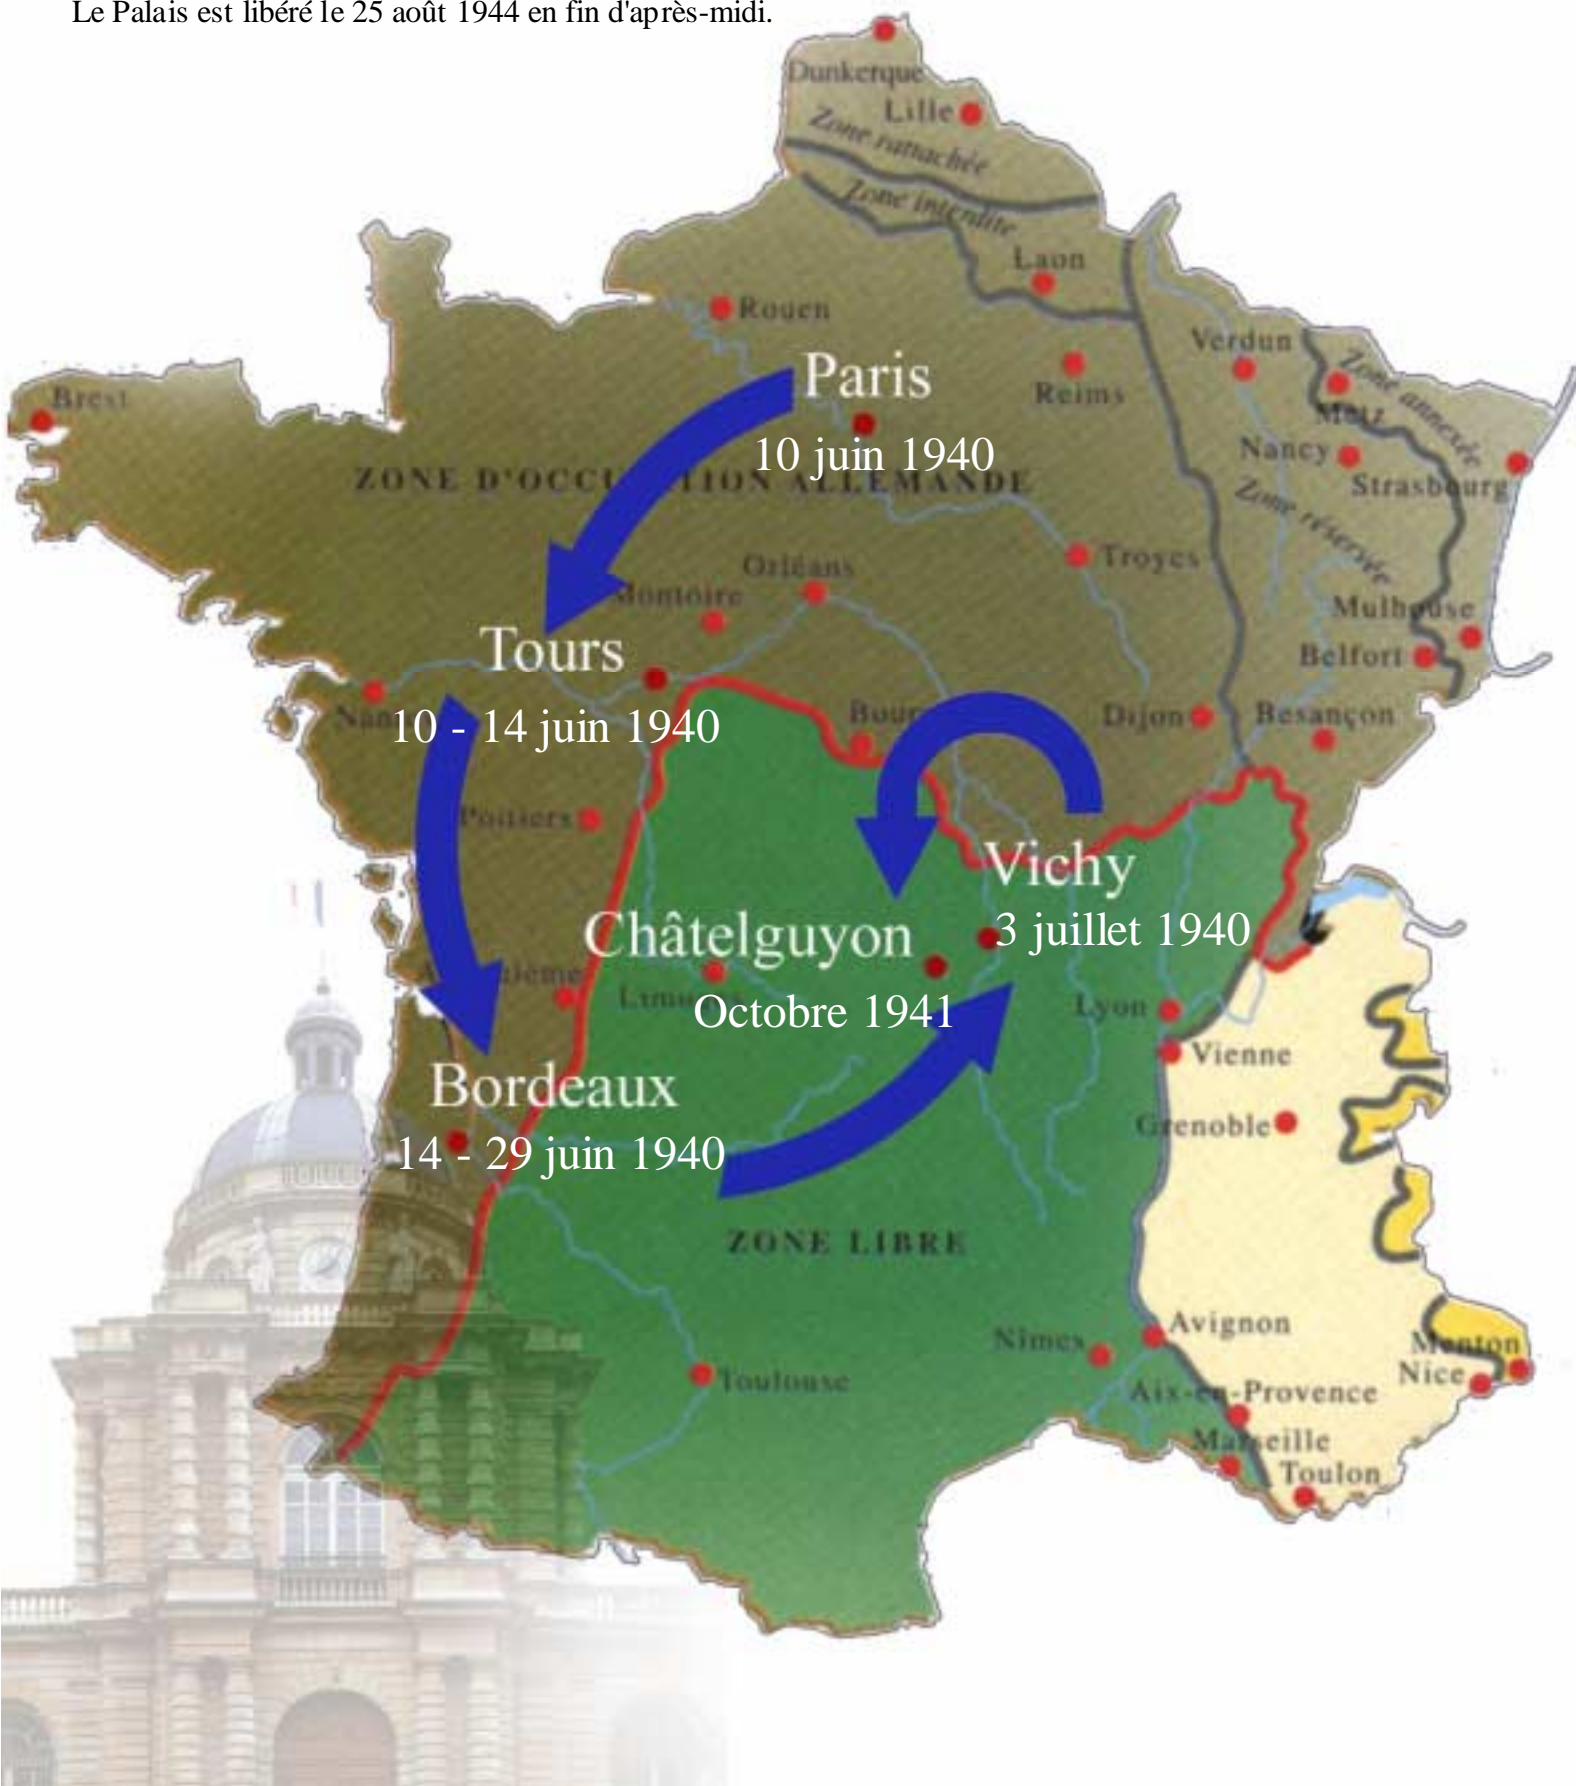 Le Palais est libéré le 25 août 1944 en fin d'après-midi.
Dunkerque
Lille
Zone rattachée
Zone interdite
Laon
Rouen
Verdun
Paris
Reims
Brest
Zone annexée
Metz
10 juin 1940
Nancy
ZONE D'OCCUPATION ALLEMANDE
Strasbourg
Zone réservée
Troyes
Orléans
Montoire
Mulhouse
Tours
Belfort
10 - 14 juin 1940
Dijon
Besançon
Poitiers
Vichy
3 juillet 1940
Châtelguyon
Octobre 1941
Lyon
Vienne
Bordeaux
Grenoble
14 - 29 juin 1940
ZONE LIBRE
Avignon
Nîmes
Menton
Nice
Toulouse
Aix-en-Provence
Marseille
Toulon